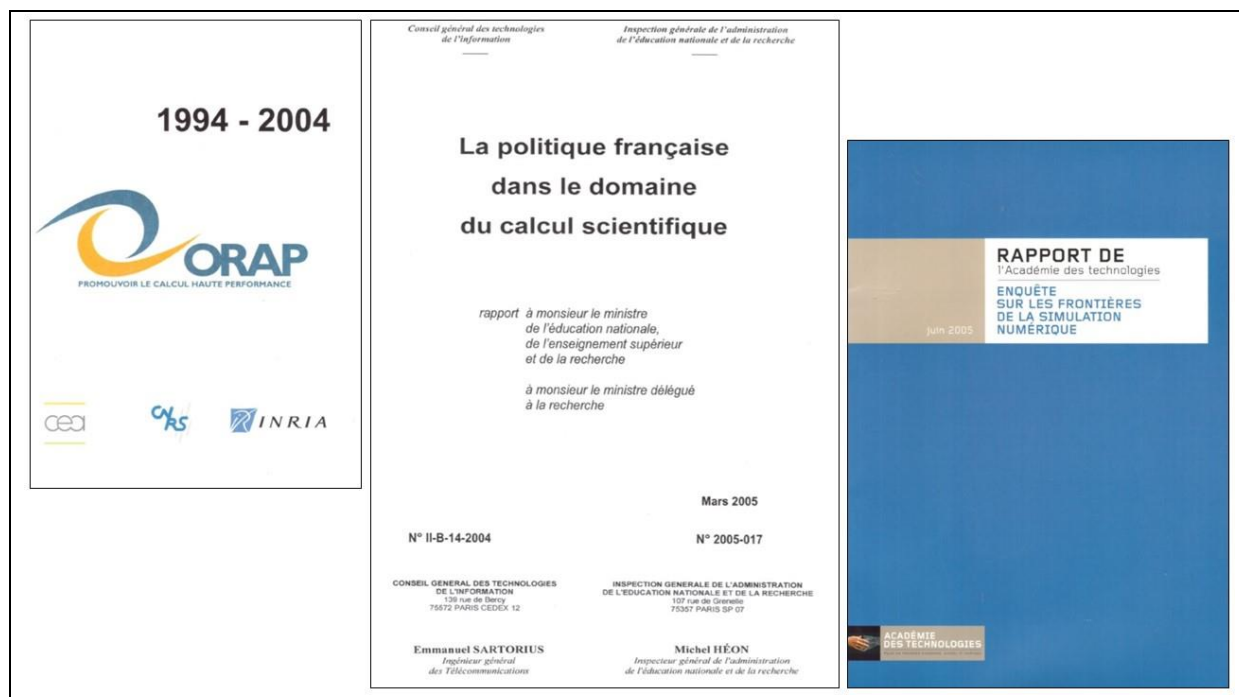 1994 - 2004
ORAP
PROMOUVOIR LE CALCUL HAUTE PERFORMANCE
cea
CNRS
INRIA
Conseil général des technologies
de l'information
Inspection générale de l'administration
de l'éducation nationale et de la recherche
La politique française
dans le domaine
du calcul scientifique
rapport à monsieur le ministre
de l'éducation nationale,
de l'enseignement supérieur
et de la recherche
à monsieur le ministre délégué
à la recherche
Mars 2005
N° II-B-14-2004
N° 2005-017
CONSEIL GENERAL DES TECHNOLOGIES
DE L'INFORMATION
139 rue de Bercy
75572 PARIS CEDEX 12
INSPECTION GENERALE DE L'ADMINISTRATION
DE L'EDUCATION NATIONALE ET DE LA RECHERCHE
107 rue de Grenelle
75357 PARIS SP 07
Emmanuel SARTORIUS
Ingénieur général
des Télécommunications
Michel HÉON
Inspecteur général de l'administration
de l'éducation nationale et de la recherche
juin 2005
RAPPORT DE
l'Académie des technologies
ENQUÊTE
SUR LES FRONTIÈRES
DE LA SIMULATION
NUMÉRIQUE
ACADÉMIE
DES TECHNOLOGIES